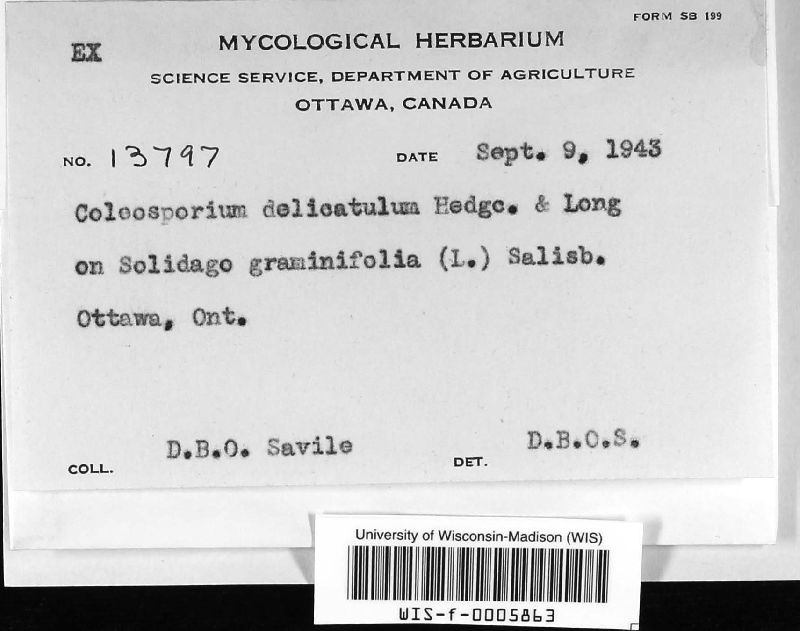 FORM SB 199
EX
MYCOLOGICAL HERBARIUM
SCIENCE SERVICE, DEPARTMENT OF AGRICULTURE
OTTAWA, CANADA
NO. 13797 DATE Sept. 9, 1943
Coleosporium delicatulum Hedgc. & Long
on Solidago graminifolia (L.) Salisb.
Ottawa, Ont.
COLL. D.B.O. Savile DET. D.B.O.S.
University of Wisconsin-Madison (WIS)
WIS-f-0005863